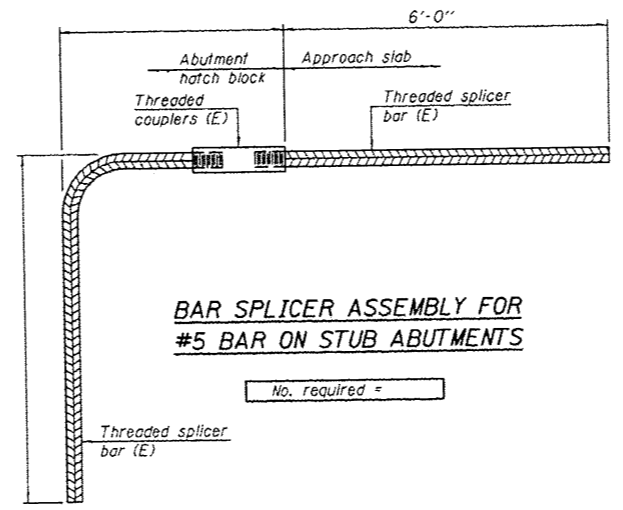 6'-0"
Abutment
hatch block
Approach slab
Threaded
couplers (E)
Threaded splicer
bar (E)
BAR SPLICER ASSEMBLY FOR
#5 BAR ON STUB ABUTMENTS
No. required =
Threaded splicer
bar (E)